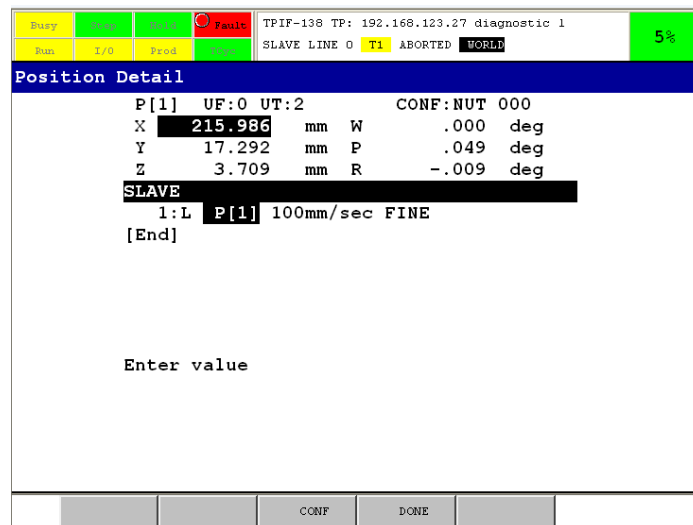 Busy Step Hold Fault TPIF-138 TP: 192.168.123.27 diagnostic l
Run I/O Prod TCyc SLAVE LINE 0 T1 ABORTED WORLD 5%
Position Detail
P[1] UF:0 UT:2 CONF:NUT 000
X 215.986 mm W .000 deg
Y 17.292 mm P .049 deg
Z 3.709 mm R -.009 deg
SLAVE
1:L P[1] 100mm/sec FINE
[End]
Enter value
CONF DONE